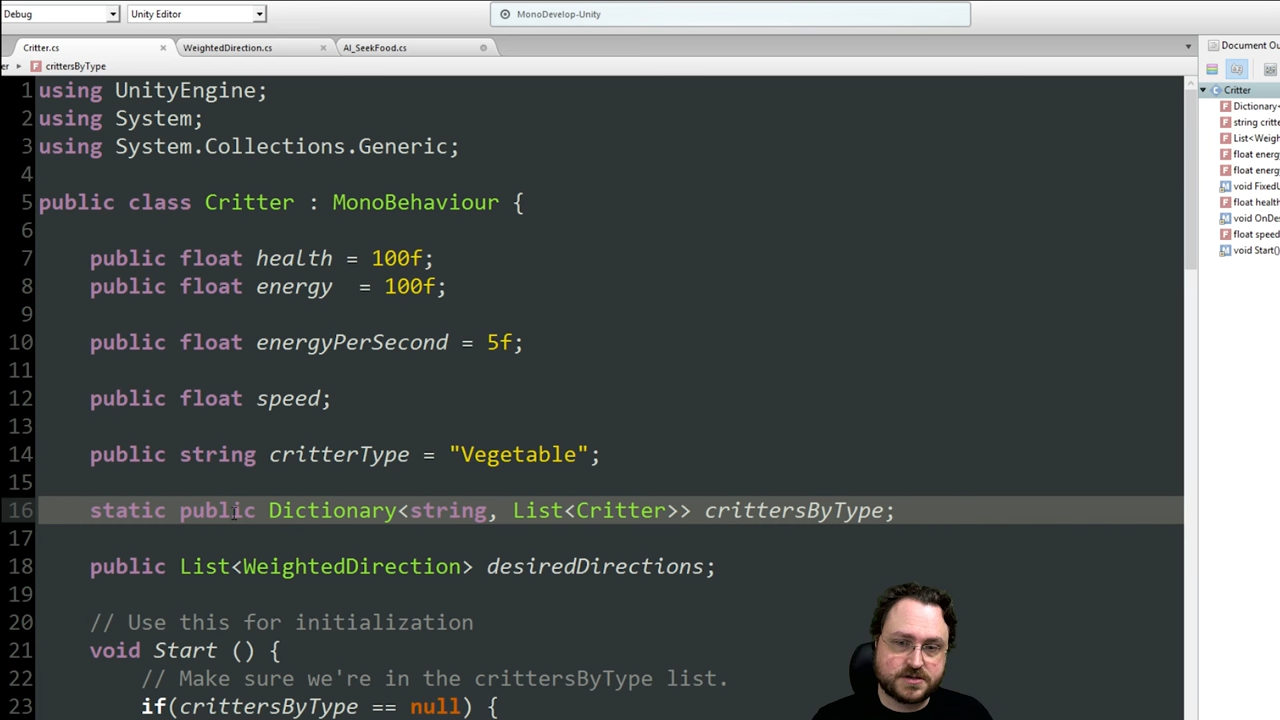 Debug
Unity Editor
MonoDevelop-Unity
Critter.cs
WeightedDirection.cs
AI_SeekFood.cs
Document Ou
er ▸ F crittersByType
Critter
1 using UnityEngine;
2 using System;
3 using System.Collections.Generic;
4
5 public class Critter : MonoBehaviour {
6
7 public float health = 100f;
8 public float energy  = 100f;
9
10 public float energyPerSecond = 5f;
11
12 public float speed;
13
14 public string critterType = "Vegetable";
15
16 static public Dictionary<string, List<Critter>> crittersByType;
17
18 public List<WeightedDirection> desiredDirections;
19
20 // Use this for initialization
21 void Start () {
22 // Make sure we're in the crittersByType list.
23 if(crittersByType == null) {
F Dictionary<
F string critte
F List<Weigh
F float energy
F float energy
M void FixedU
F float health
M void OnDes
F float speed
M void Start()